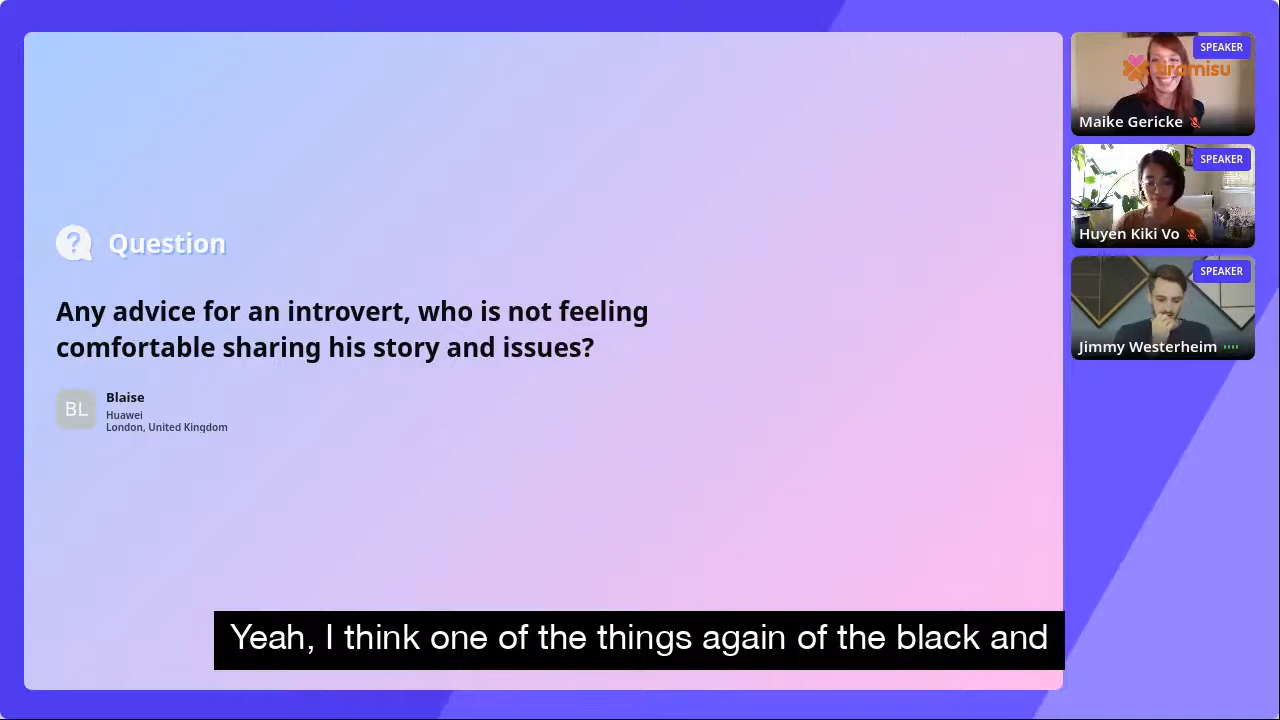 Question
Any advice for an introvert, who is not feeling
comfortable sharing his story and issues?
BL
Blaise
Huawei
London, United Kingdom
SPEAKER
tiramisu
Maike Gericke
SPEAKER
Huyen Kiki Vo
SPEAKER
Jimmy Westerheim
Yeah, I think one of the things again of the black and